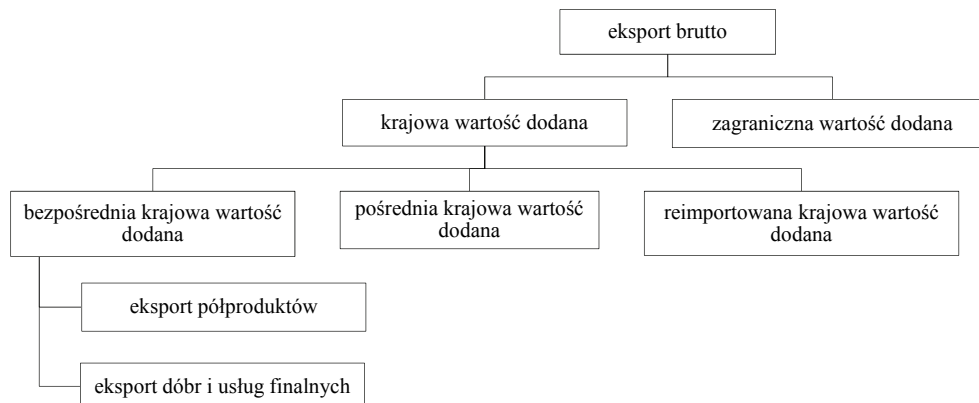 eksport brutto
krajowa wartość dodana
zagraniczna wartość dodana
bezpośrednia krajowa wartość
dodana
pośrednia krajowa wartość
dodana
reimportowana krajowa wartość
dodana
eksport półproduktów
eksport dóbr i usług finalnych